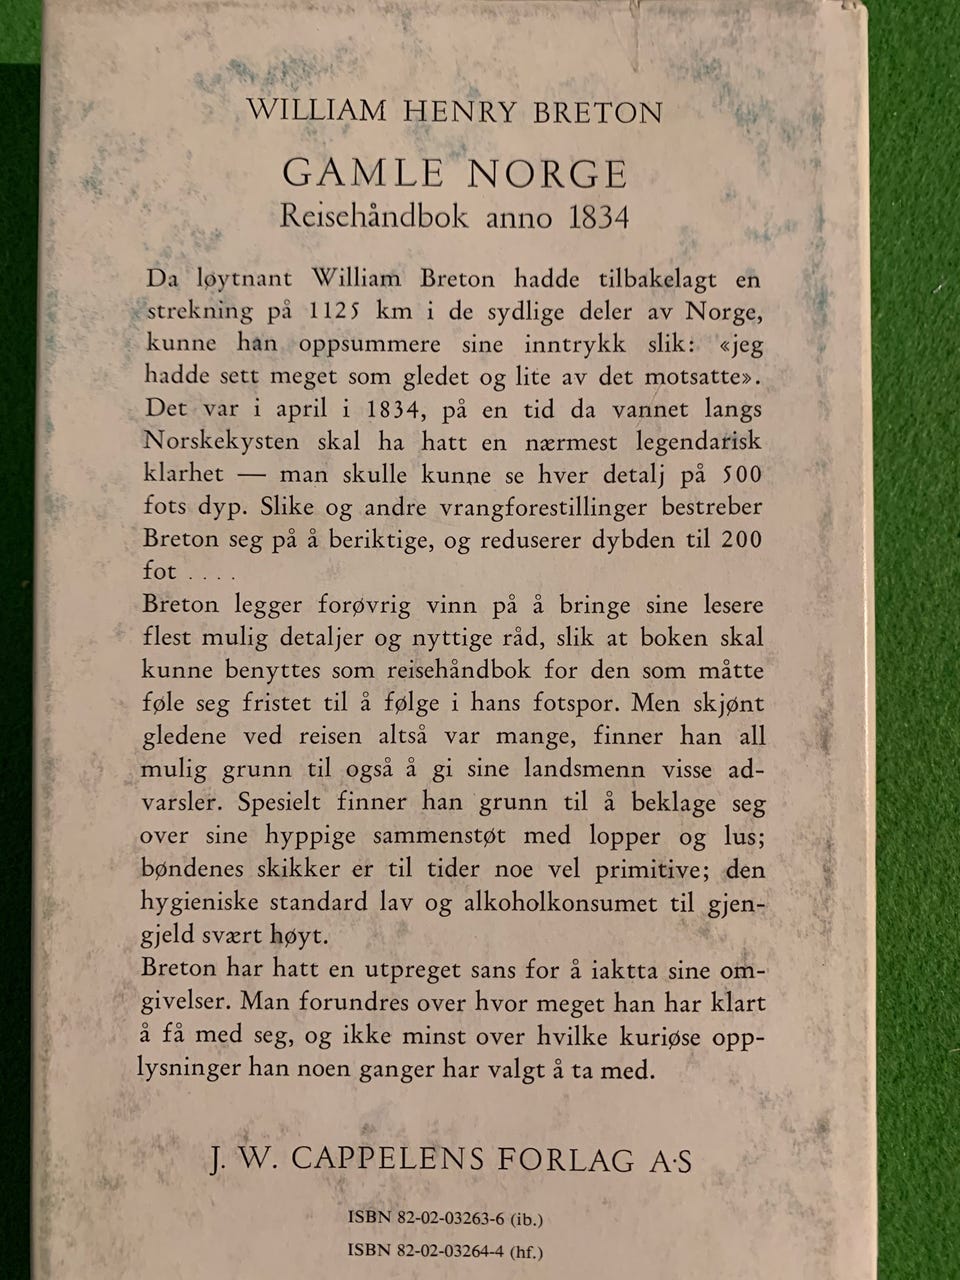 WILLIAM HENRY BRETON
GAMLE NORGE
Reisehåndbok anno 1834
Da løytnant William Breton hadde tilbakelagt en
strekning på 1125 km i de sydlige deler av Norge,
kunne han oppsummere sine inntrykk slik: «jeg
hadde sett meget som gledet og lite av det motsatte».
Det var i april i 1834, på en tid da vannet langs
Norskekysten skal ha hatt en nærmest legendarisk
klarhet — man skulle kunne se hver detalj på 500
fots dyp. Slike og andre vrangforestillinger bestreber
Breton seg på å beriktige, og reduserer dybden til 200
fot . . . .
Breton legger forøvrig vinn på å bringe sine lesere
flest mulig detaljer og nyttige råd, slik at boken skal
kunne benyttes som reisehåndbok for den som måtte
føle seg fristet til å følge i hans fotspor. Men skjønt
gledene ved reisen altså var mange, finner han all
mulig grunn til også å gi sine landsmenn visse ad-
varsler. Spesielt finner han grunn til å beklage seg
over sine hyppige sammenstøt med lopper og lus;
bøndenes skikker er til tider noe vel primitive; den
hygieniske standard lav og alkoholkonsumet til gjen-
gjeld svært høyt.
Breton har hatt en utpreget sans for å iaktta sine om-
givelser. Man forundres over hvor meget han har klart
å få med seg, og ikke minst over hvilke kuriøse opp-
lysninger han noen ganger har valgt å ta med.
J. W. CAPPELENS FORLAG A·S
ISBN 82-02-03263-6 (ib.)
ISBN 82-02-03264-4 (hf.)